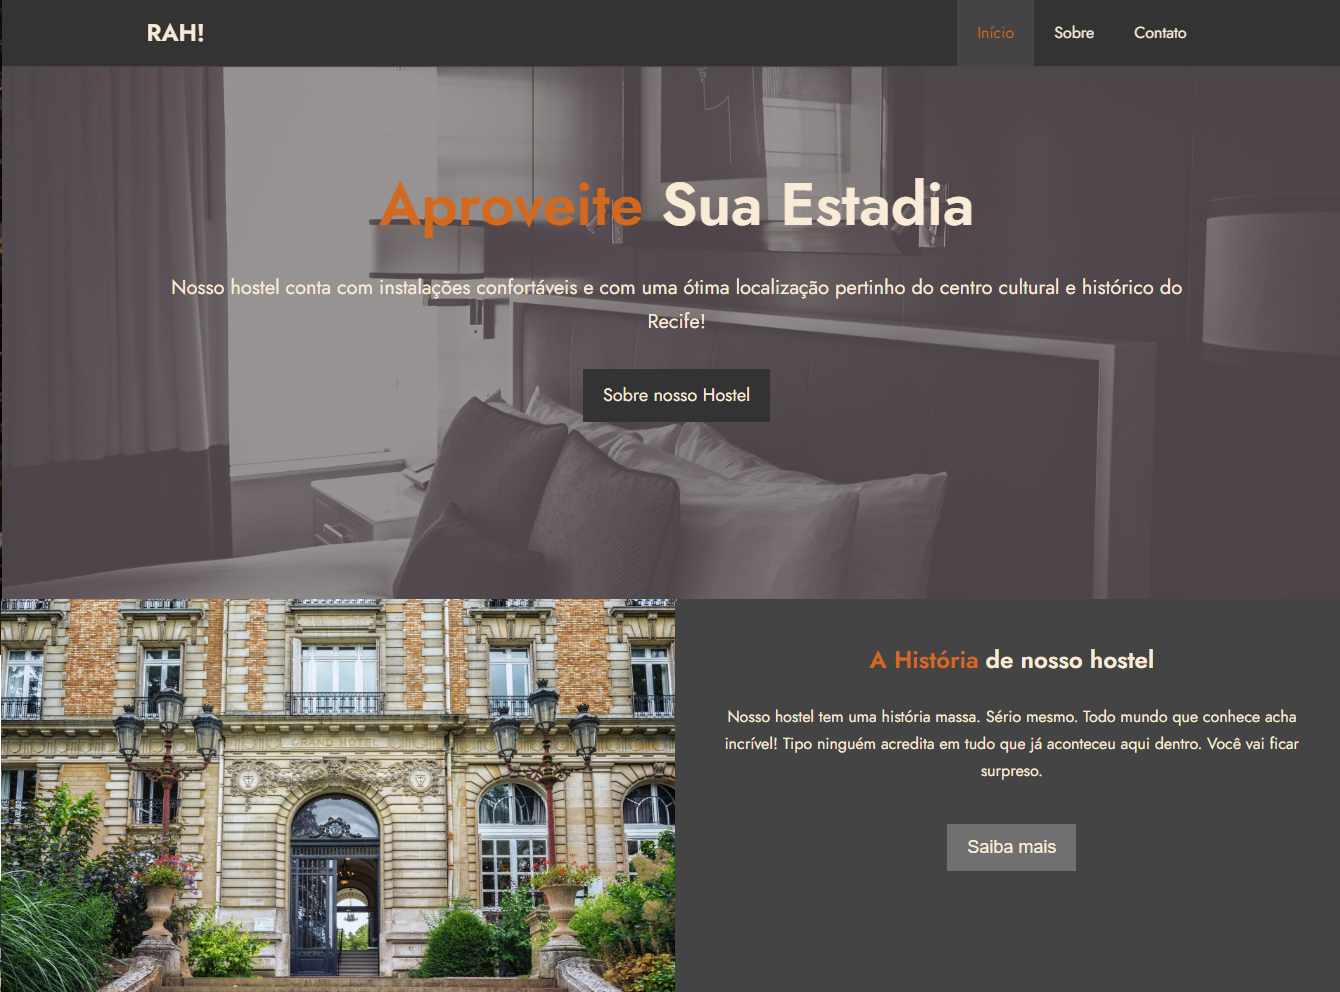 RAH!
Início Sobre Contato
Aproveite Sua Estadia
Nosso hostel conta com instalações confortáveis e com uma ótima localização pertinho do centro cultural e histórico do
Recife!
Sobre nosso Hostel
GRAND HOTEL
A História de nosso hostel
Nosso hostel tem uma história massa. Sério mesmo. Todo mundo que conhece acha
incrível! Tipo ninguém acredita em tudo que já aconteceu aqui dentro. Você vai ficar
surpreso.
Saiba mais